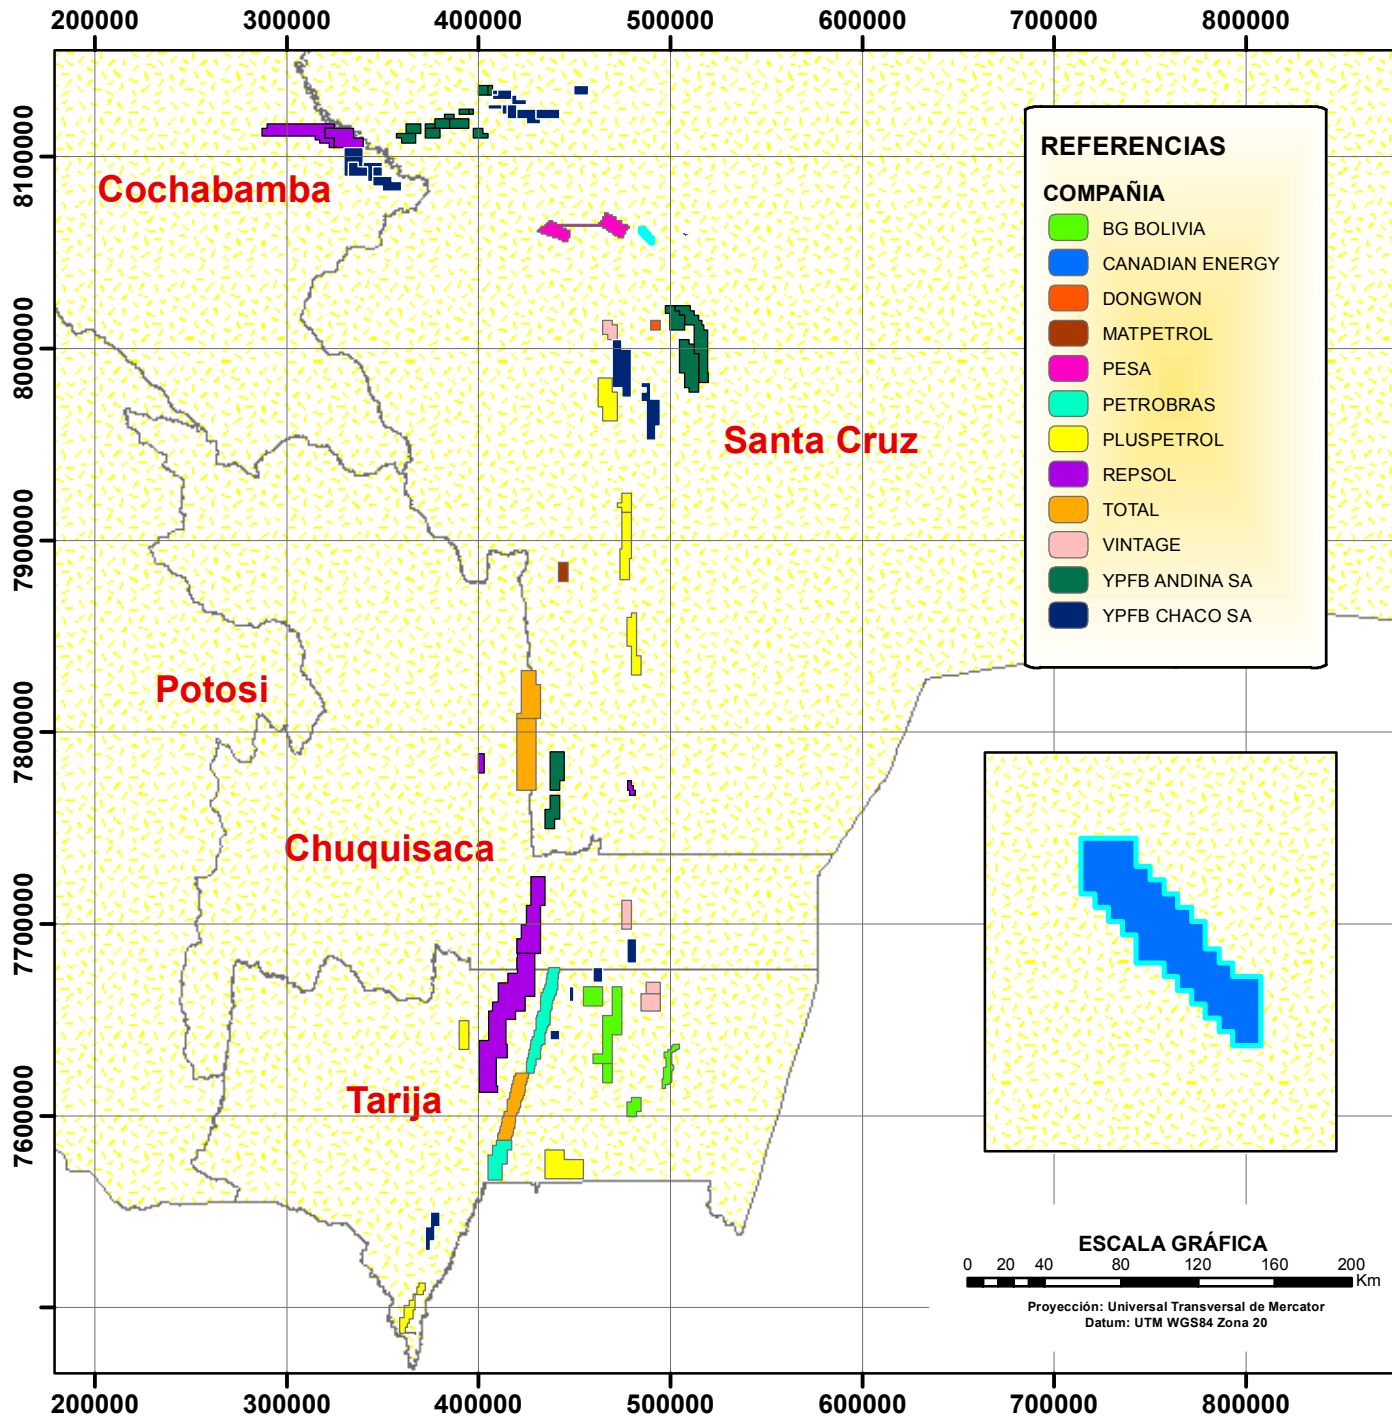 200000 300000 400000 500000 600000 700000 800000
8100000
8000000
7900000
7800000
7700000
7600000
Cochabamba
Santa Cruz
Potosi
Chuquisaca
Tarija
REFERENCIAS
COMPAÑIA
BG BOLIVIA
CANADIAN ENERGY
DONGWON
MATPETROL
PESA
PETROBRAS
PLUSPETROL
REPSOL
TOTAL
VINTAGE
YPFB ANDINA SA
YPFB CHACO SA
ESCALA GRÁFICA
0 20 40 80 120 160 200
Km
Proyección: Universal Transversal de Mercator
Datum: UTM WGS84 Zona 20
200000 300000 400000 500000 600000 700000 800000